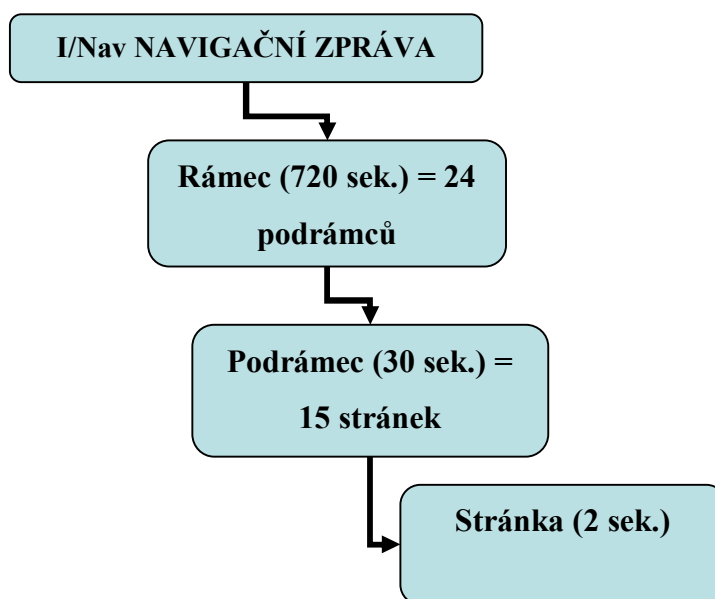 I/Nav NAVIGAČNÍ ZPRÁVA
Rámec (720 sek.) = 24
podrámců
Podrámec (30 sek.) =
15 stránek
Stránka (2 sek.)